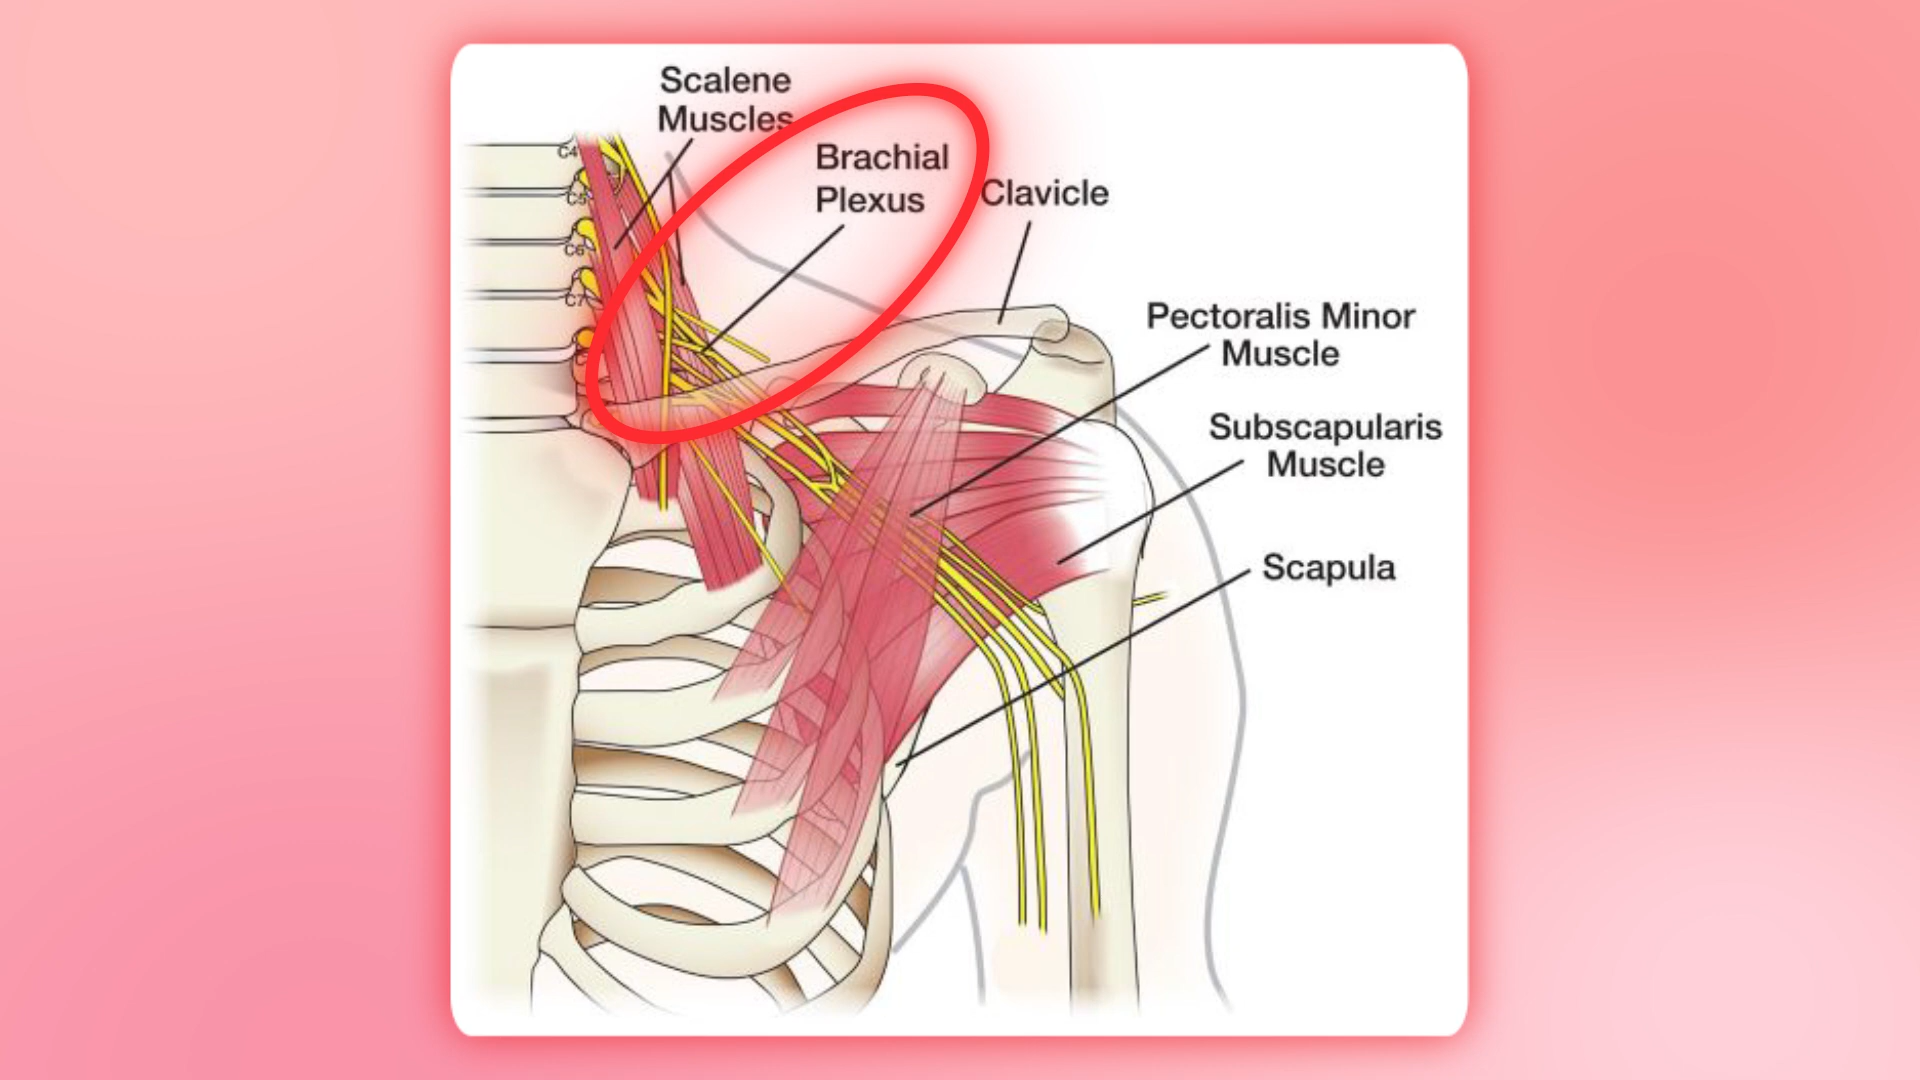 Scalene
Muscles
Brachial
Plexus
Clavicle
C4
C5
C6
C7
Pectoralis Minor
Muscle
Subscapularis
Muscle
Scapula